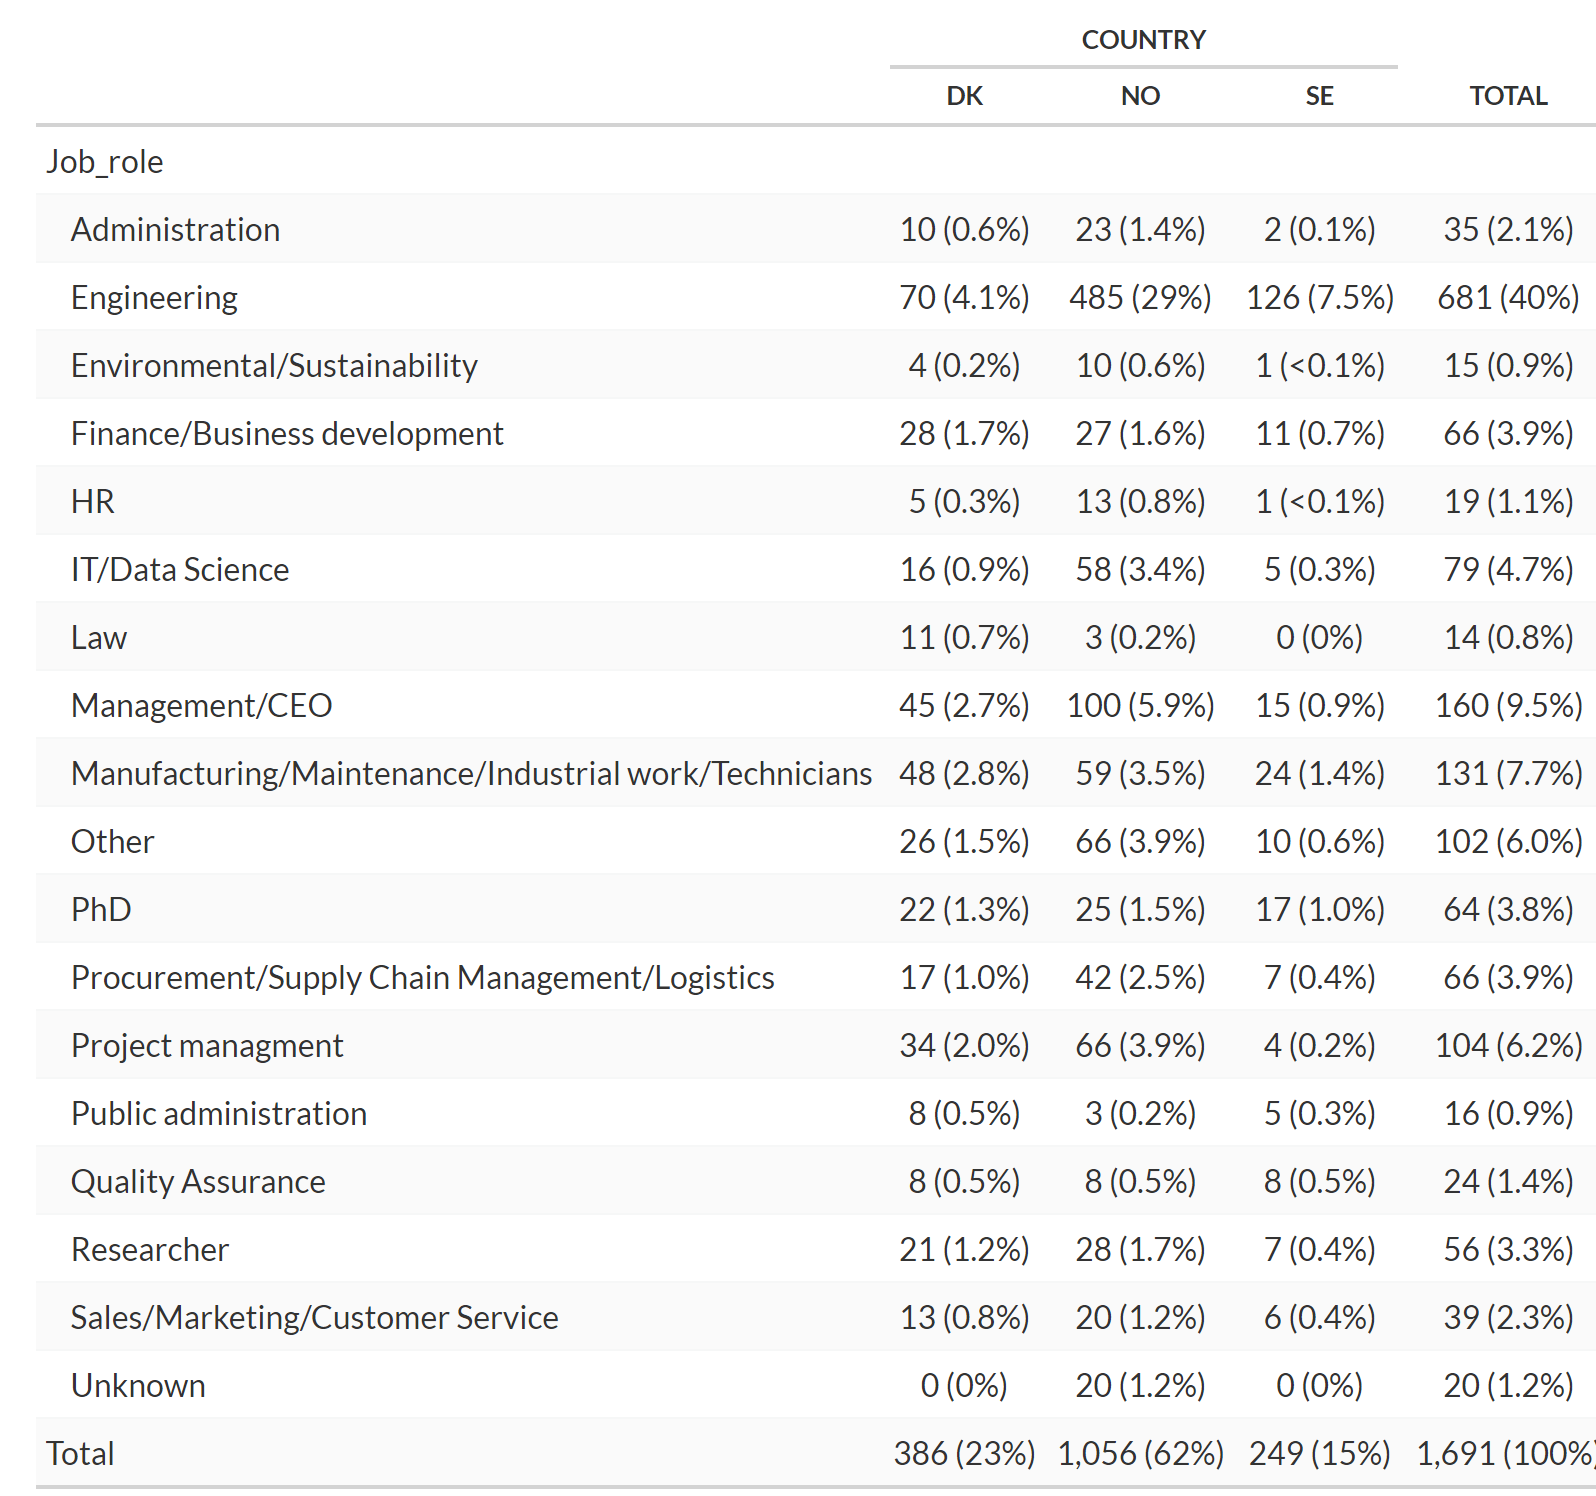 COUNTRY
DK NO SE TOTAL
Job_role
Administration 10 (0.6%) 23 (1.4%) 2 (0.1%) 35 (2.1%)
Engineering 70 (4.1%) 485 (29%) 126 (7.5%) 681 (40%)
Environmental/Sustainability 4 (0.2%) 10 (0.6%) 1 (<0.1%) 15 (0.9%)
Finance/Business development 28 (1.7%) 27 (1.6%) 11 (0.7%) 66 (3.9%)
HR 5 (0.3%) 13 (0.8%) 1 (<0.1%) 19 (1.1%)
IT/Data Science 16 (0.9%) 58 (3.4%) 5 (0.3%) 79 (4.7%)
Law 11 (0.7%) 3 (0.2%) 0 (0%) 14 (0.8%)
Management/CEO 45 (2.7%) 100 (5.9%) 15 (0.9%) 160 (9.5%)
Manufacturing/Maintenance/Industrial work/Technicians 48 (2.8%) 59 (3.5%) 24 (1.4%) 131 (7.7%)
Other 26 (1.5%) 66 (3.9%) 10 (0.6%) 102 (6.0%)
PhD 22 (1.3%) 25 (1.5%) 17 (1.0%) 64 (3.8%)
Procurement/Supply Chain Management/Logistics 17 (1.0%) 42 (2.5%) 7 (0.4%) 66 (3.9%)
Project managment 34 (2.0%) 66 (3.9%) 4 (0.2%) 104 (6.2%)
Public administration 8 (0.5%) 3 (0.2%) 5 (0.3%) 16 (0.9%)
Quality Assurance 8 (0.5%) 8 (0.5%) 8 (0.5%) 24 (1.4%)
Researcher 21 (1.2%) 28 (1.7%) 7 (0.4%) 56 (3.3%)
Sales/Marketing/Customer Service 13 (0.8%) 20 (1.2%) 6 (0.4%) 39 (2.3%)
Unknown 0 (0%) 20 (1.2%) 0 (0%) 20 (1.2%)
Total 386 (23%) 1,056 (62%) 249 (15%) 1,691 (100%)